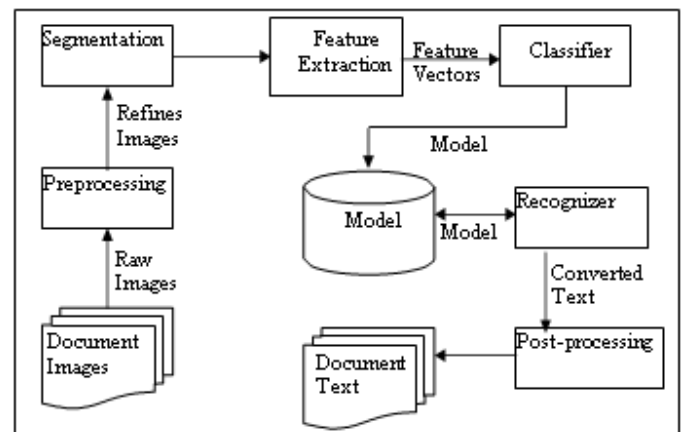 Segmentation
Feature
Extraction
Feature
Vectors
Classifier
Refines
Images
Model
Preprocessing
Model
Model
Recognizer
Raw
Images
Converted
Text
Document
Images
Document
Text
Post-processing